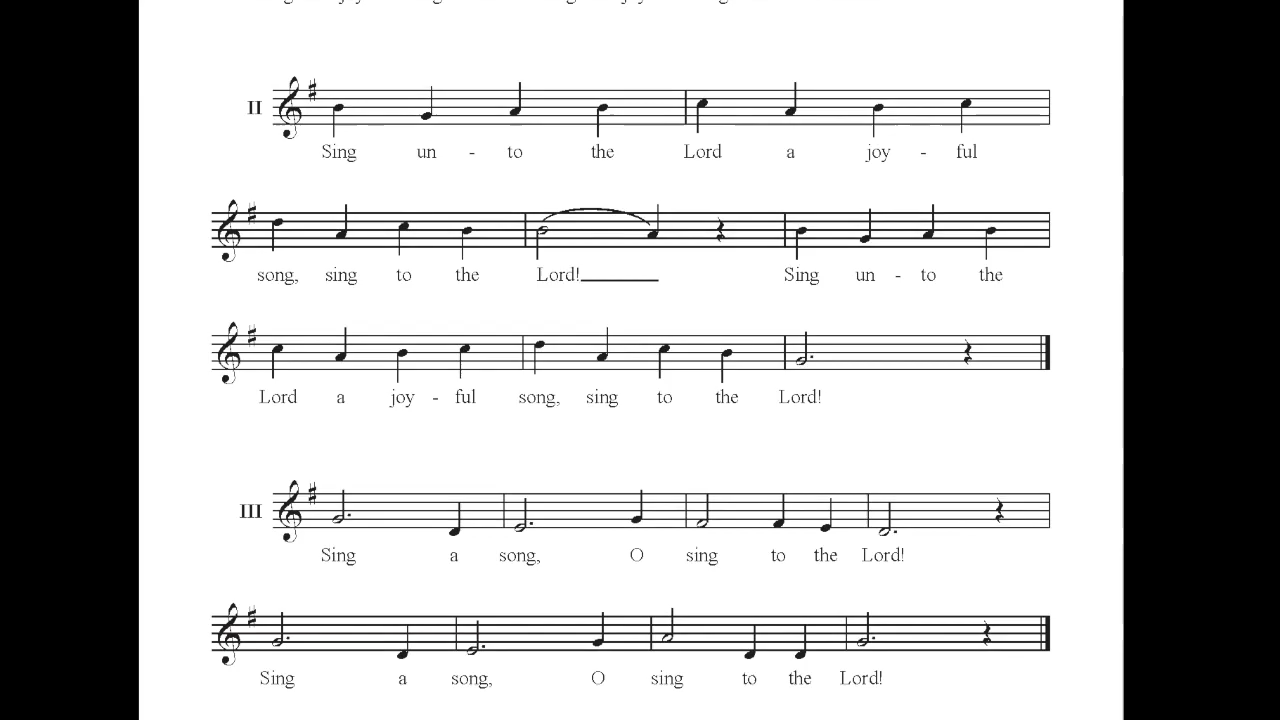 II
Sing un - to the Lord a joy - ful
song, sing to the Lord! Sing un - to the
Lord a joy - ful song, sing to the Lord!
III
Sing a song, O sing to the Lord!
Sing a song, O sing to the Lord!